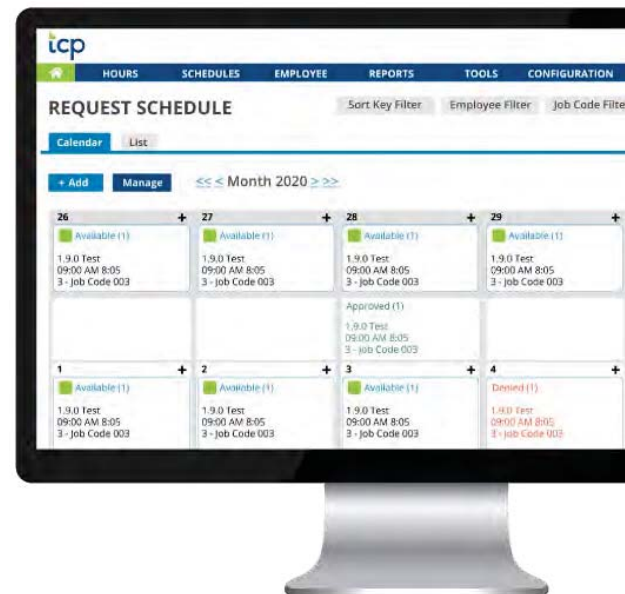 tcp
HOURS SCHEDULES EMPLOYEE REPORTS TOOLS CONFIGURATION
REQUEST SCHEDULE Sort Key Filter Employee Filter Job Code Filte
Calendar List
+ Add Manage << < Month 2020 > >>
26 + 27 + 28 + 29 +
Available (1) Available (1) Available (1) Available (1)
1.9.0 Test 1.9.0 Test 1.9.0 Test 1.9.0 Test
09:00 AM 8:05 09:00 AM 8:05 09:00 AM 8:05 09:00 AM 8:05
3 - Job Code 003 3 - Job Code 003 3 - Job Code 003 3 - Job Code 003
Approved (1)
1.9.0 Test
09:00 AM 8:05
3 - Job Code 003
1 + 2 + 3 + 4 +
Available (1) Available (1) Available (1) Denied (1)
1.9.0 Test 1.9.0 Test 1.9.0 Test 1.9.0 Test
09:00 AM 8:05 09:00 AM 8:05 09:00 AM 8:05 09:00 AM 8:05
3 - Job Code 003 3 - Job Code 003 3 - Job Code 003 3 - Job Code 003